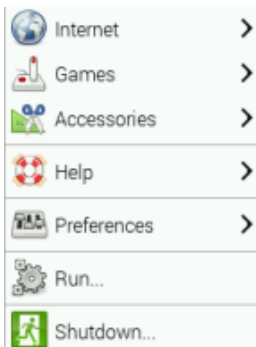 Internet
Games
Accessories
Help
Preferences
Run...
Shutdown...